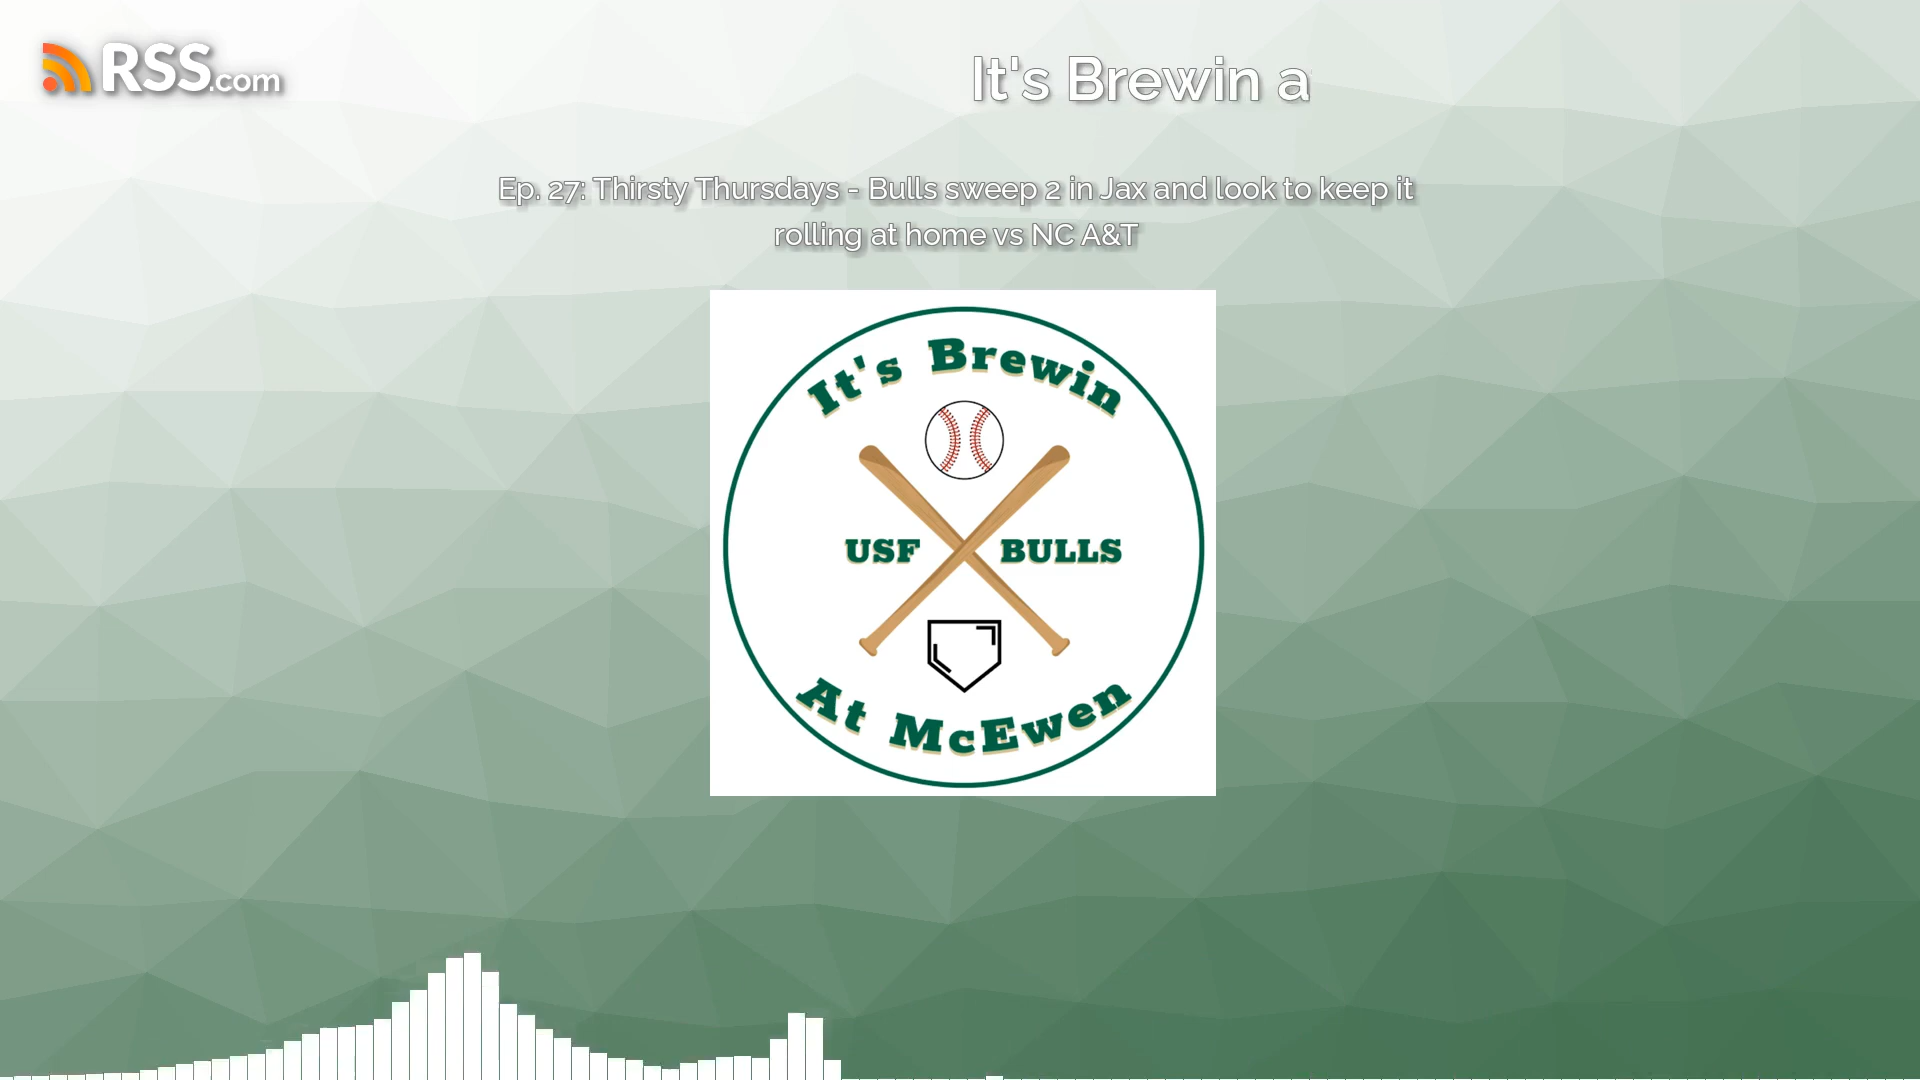 RSS.com
It's Brewin a
Ep. 27: Thirsty Thursdays - Bulls sweep 2 in Jax and look to keep it
rolling at home vs NC A&T
It's Brewin
USF BULLS
At McEwen